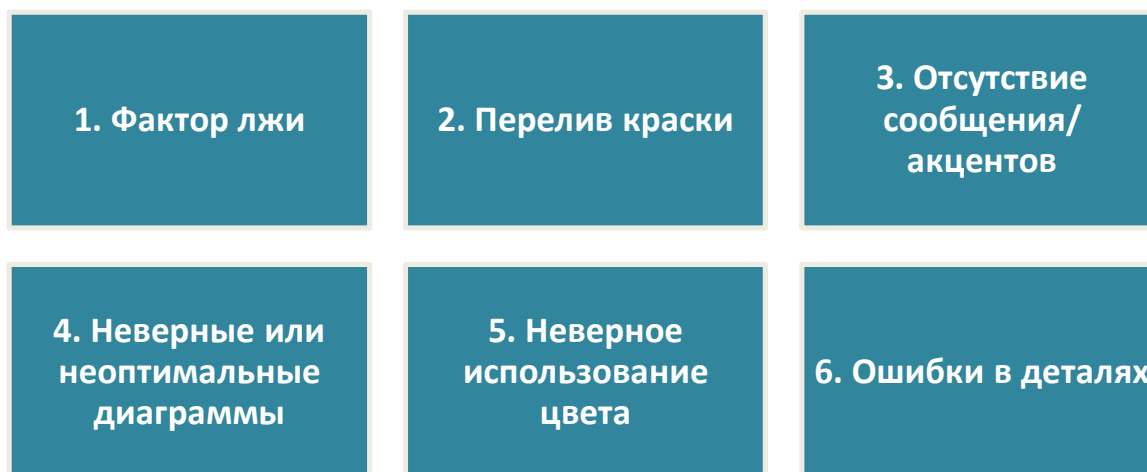 1. Фактор лжи
2. Перелив краски
3. Отсутствие
сообщения/
акцентов
4. Неверные или
неоптимальные
диаграммы
5. Неверное
использование
цвета
6. Ошибки в деталях